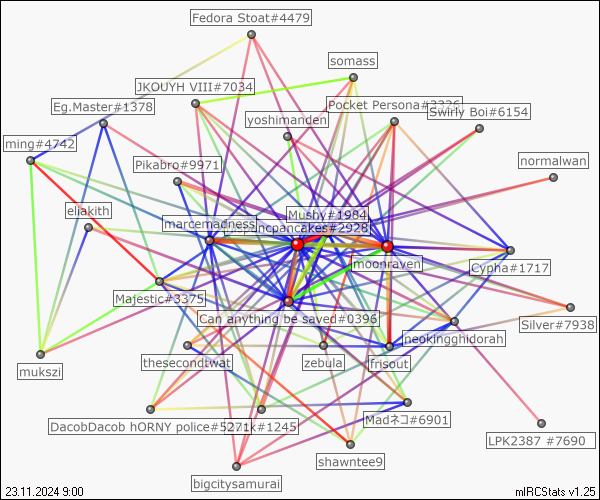 Fedora Stoat#4479
somass
JKOUYH VIII#7034
Eg.Master#1378
Pocket Persona#3326
Swirly Boi#6154
yoshimanden
ming#4742
Pikabro#9971
normalwan
eliakith
Mushy#1984
marcemadness
ncpancakes#2928
moonraven
Cypha#1717
Majestic#3375
Can anything be saved#0396
Silver#7938
neokingghidorah
mukszi
thesecondtwat
zebula
frisout
DacobDacob hORNY police#5271k#1245
Madネコ#6901
LPK2387 #7690
shawntee9
bigcitysamurai
23.11.2024 9:00
mIRCStats v1.25